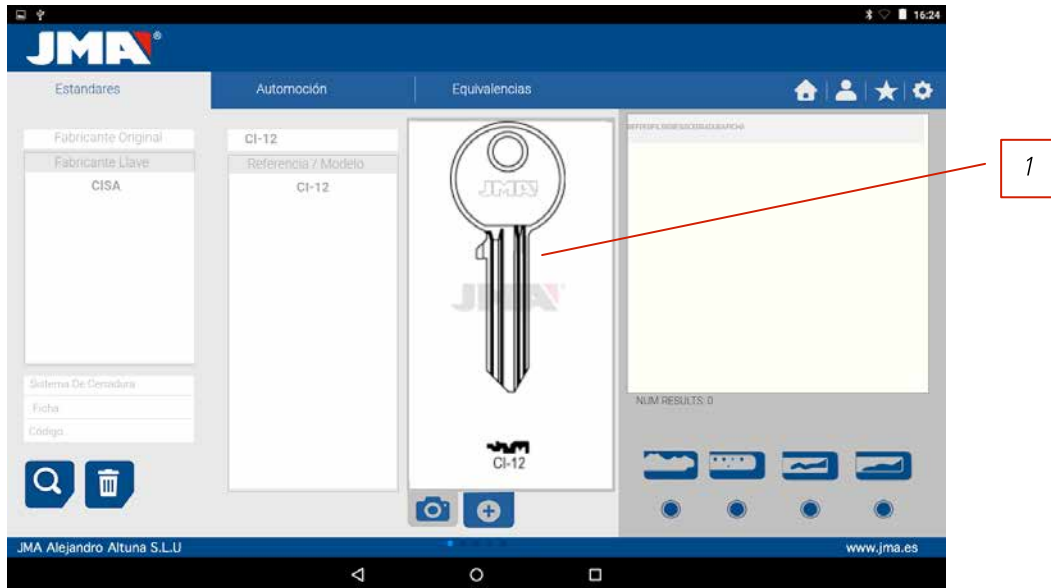 16:24
JMA®
Estandares
Automoción
Equivalencias
Fabricante Original
Fabricante Llave
CISA
Sistema De Cerradura
Ficha
Código
CI-12
Referencia / Modelo
CI-12
JMA
JMA
CI-12
NUM RESULTS: 0
1
JMA Alejandro Altuna S.L.U
www.jma.es